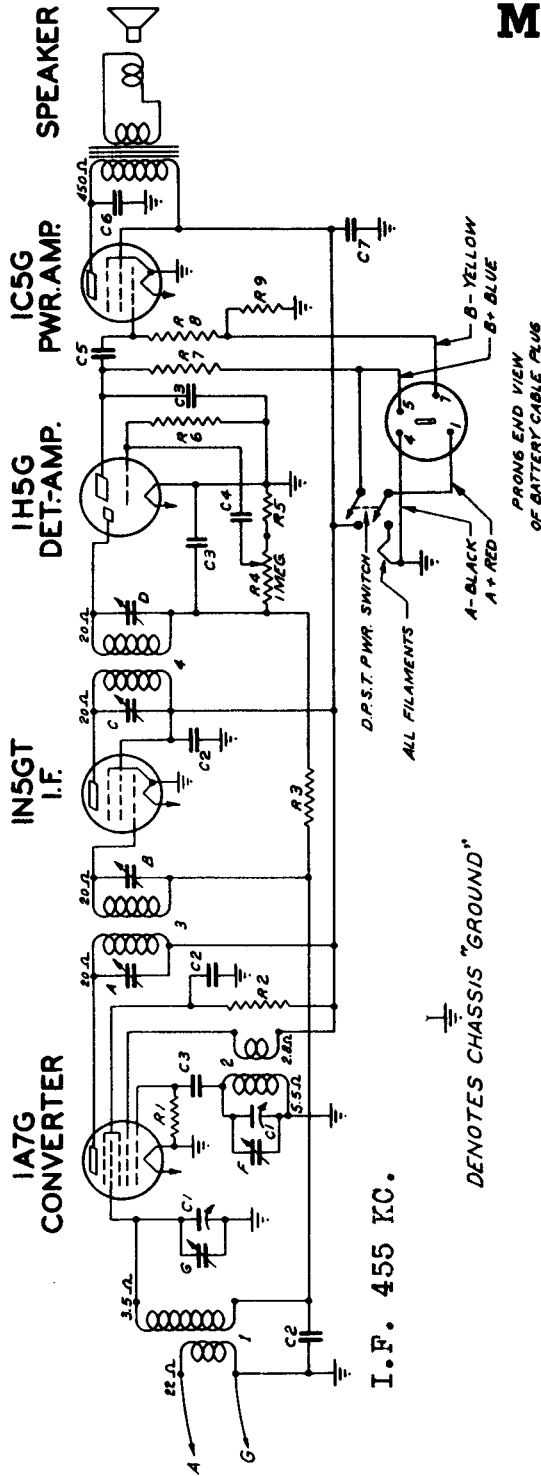 1A7G
CONVERTER
1N5GT
I.F.
1H5G
DET.-AMP.
1C5G
PWR.AMP.
SPEAKER
A
G
22Ω
1
3.5Ω
G
C1
C2
R1
C3
F
C1
5.5Ω
2
2.8Ω
R2
C2
20Ω
A
3
20Ω
B
C2
20Ω
C
4
20Ω
D
R3
C3
R4
1 MEG.
R5
C4
R6
C3
C5
R7
R8
R9
450Ω
C6
C7
D.P.S.T. PWR. SWITCH
ALL FILAMENTS
A- BLACK
A+ RED
4
5
1
7
B- YELLOW
B+ BLUE
PRONG END VIEW
OF BATTERY CABLE PLUG
I.F. 455 KC.
DENOTES CHASSIS "GROUND"
M